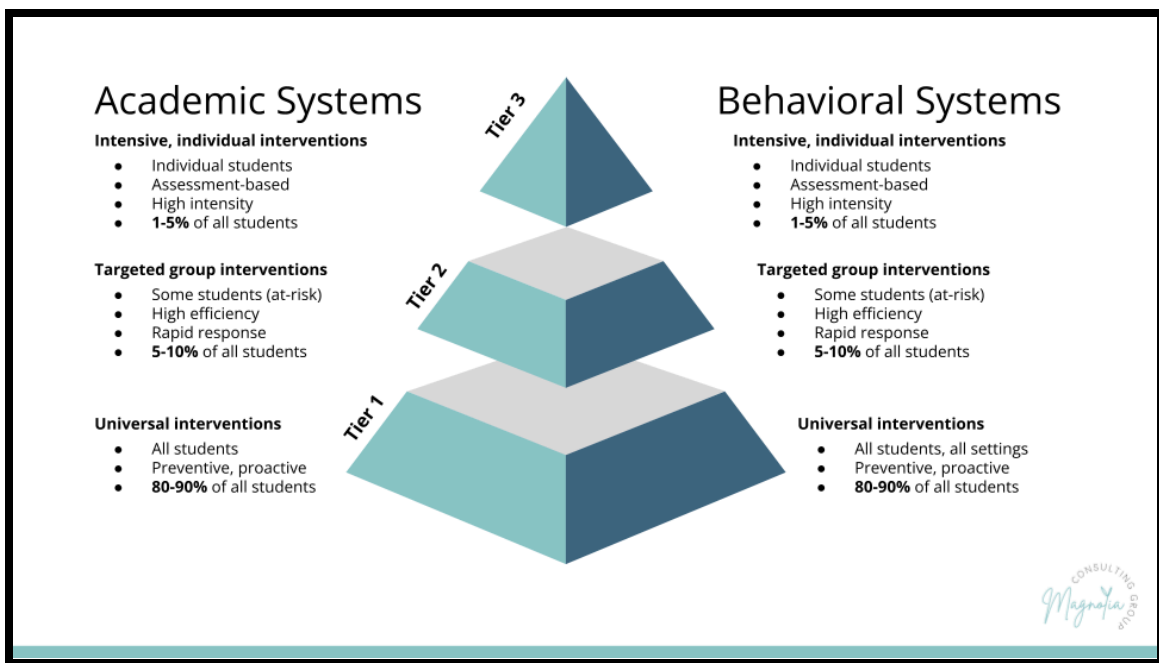 Academic Systems
Intensive, individual interventions
● Individual students
● Assessment-based
● High intensity
● 1-5% of all students
Targeted group interventions
● Some students (at-risk)
● High efficiency
● Rapid response
● 5-10% of all students
Universal interventions
● All students
● Preventive, proactive
● 80-90% of all students
Tier 3
Tier 2
Tier 1
Behavioral Systems
Intensive, individual interventions
● Individual students
● Assessment-based
● High intensity
● 1-5% of all students
Targeted group interventions
● Some students (at-risk)
● High efficiency
● Rapid response
● 5-10% of all students
Universal interventions
● All students, all settings
● Preventive, proactive
● 80-90% of all students
Magnolia
CONSULTING GROUP